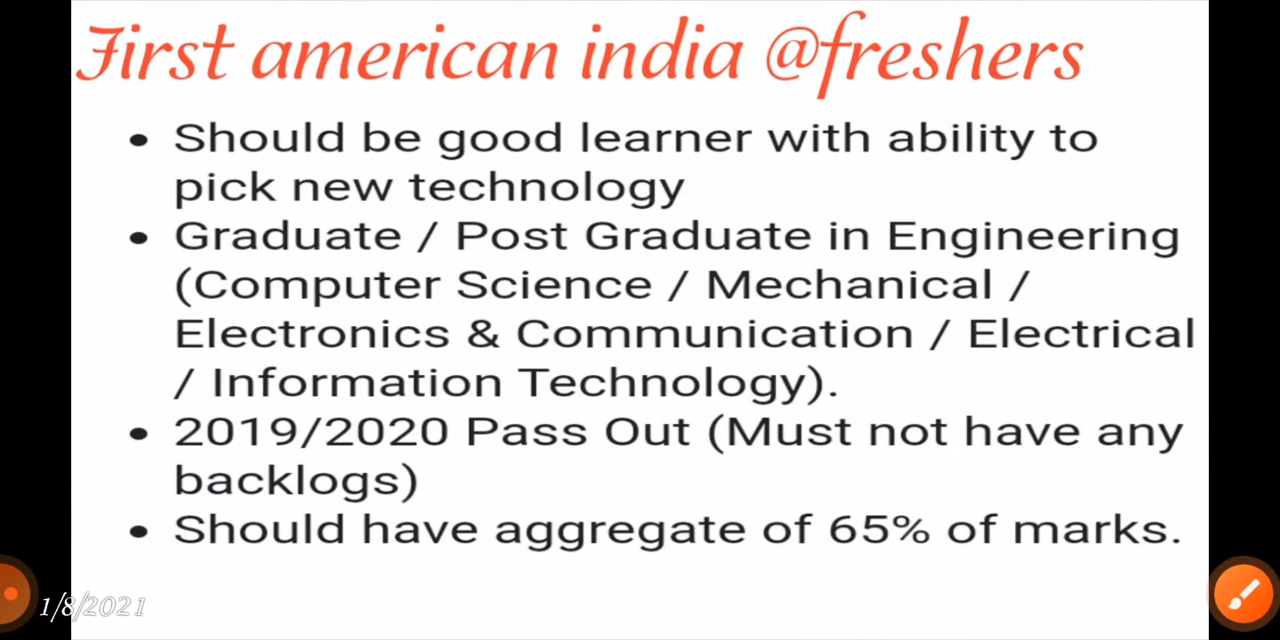 First american india @freshers
• Should be good learner with ability to
pick new technology
• Graduate / Post Graduate in Engineering
(Computer Science / Mechanical /
Electronics & Communication / Electrical
/ Information Technology).
• 2019/2020 Pass Out (Must not have any
backlogs)
• Should have aggregate of 65% of marks.
1/8/2021